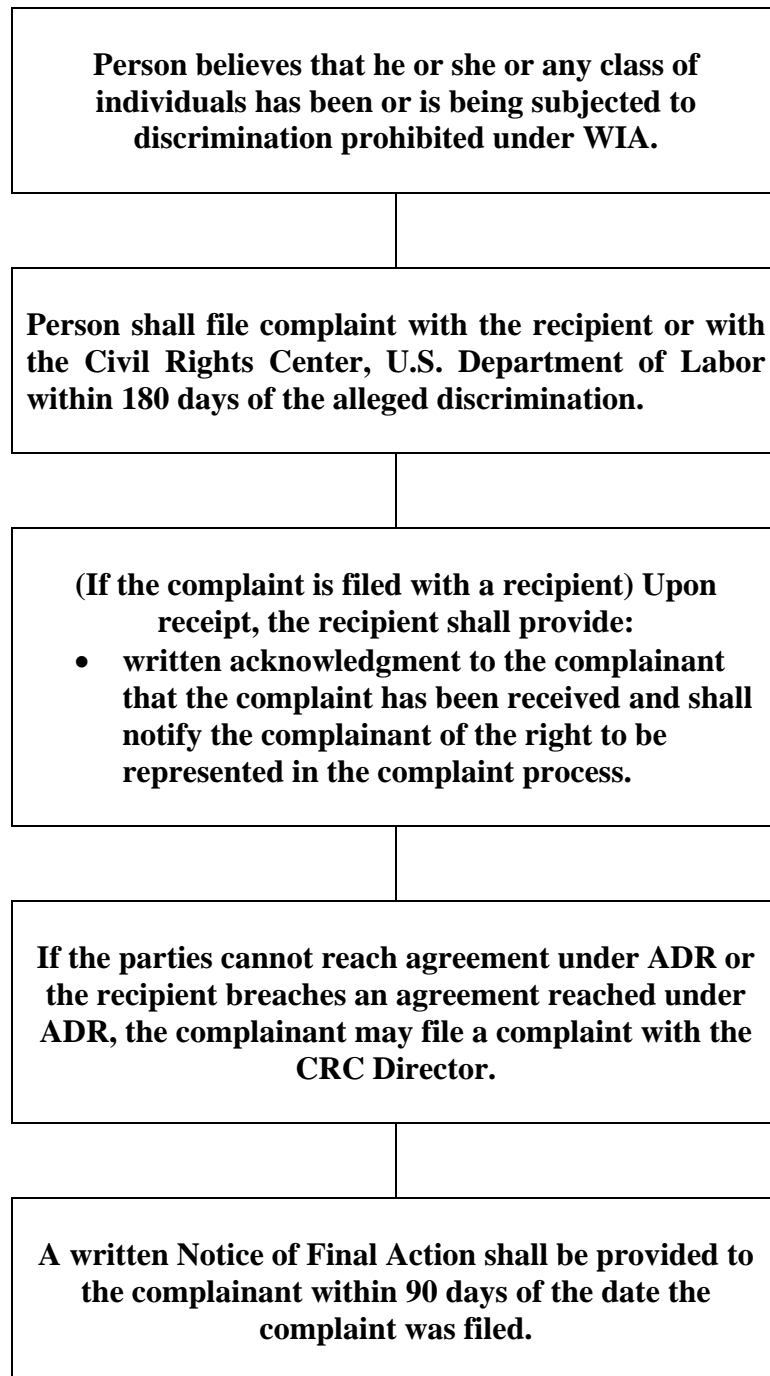 Person believes that he or she or any class of
individuals has been or is being subjected to
discrimination prohibited under WIA.
Person shall file complaint with the recipient or with
the Civil Rights Center, U.S. Department of Labor
within 180 days of the alleged discrimination.
(If the complaint is filed with a recipient) Upon
receipt, the recipient shall provide:
• written acknowledgment to the complainant
that the complaint has been received and shall
notify the complainant of the right to be
represented in the complaint process.
If the parties cannot reach agreement under ADR or
the recipient breaches an agreement reached under
ADR, the complainant may file a complaint with the
CRC Director.
A written Notice of Final Action shall be provided to
the complainant within 90 days of the date the
complaint was filed.